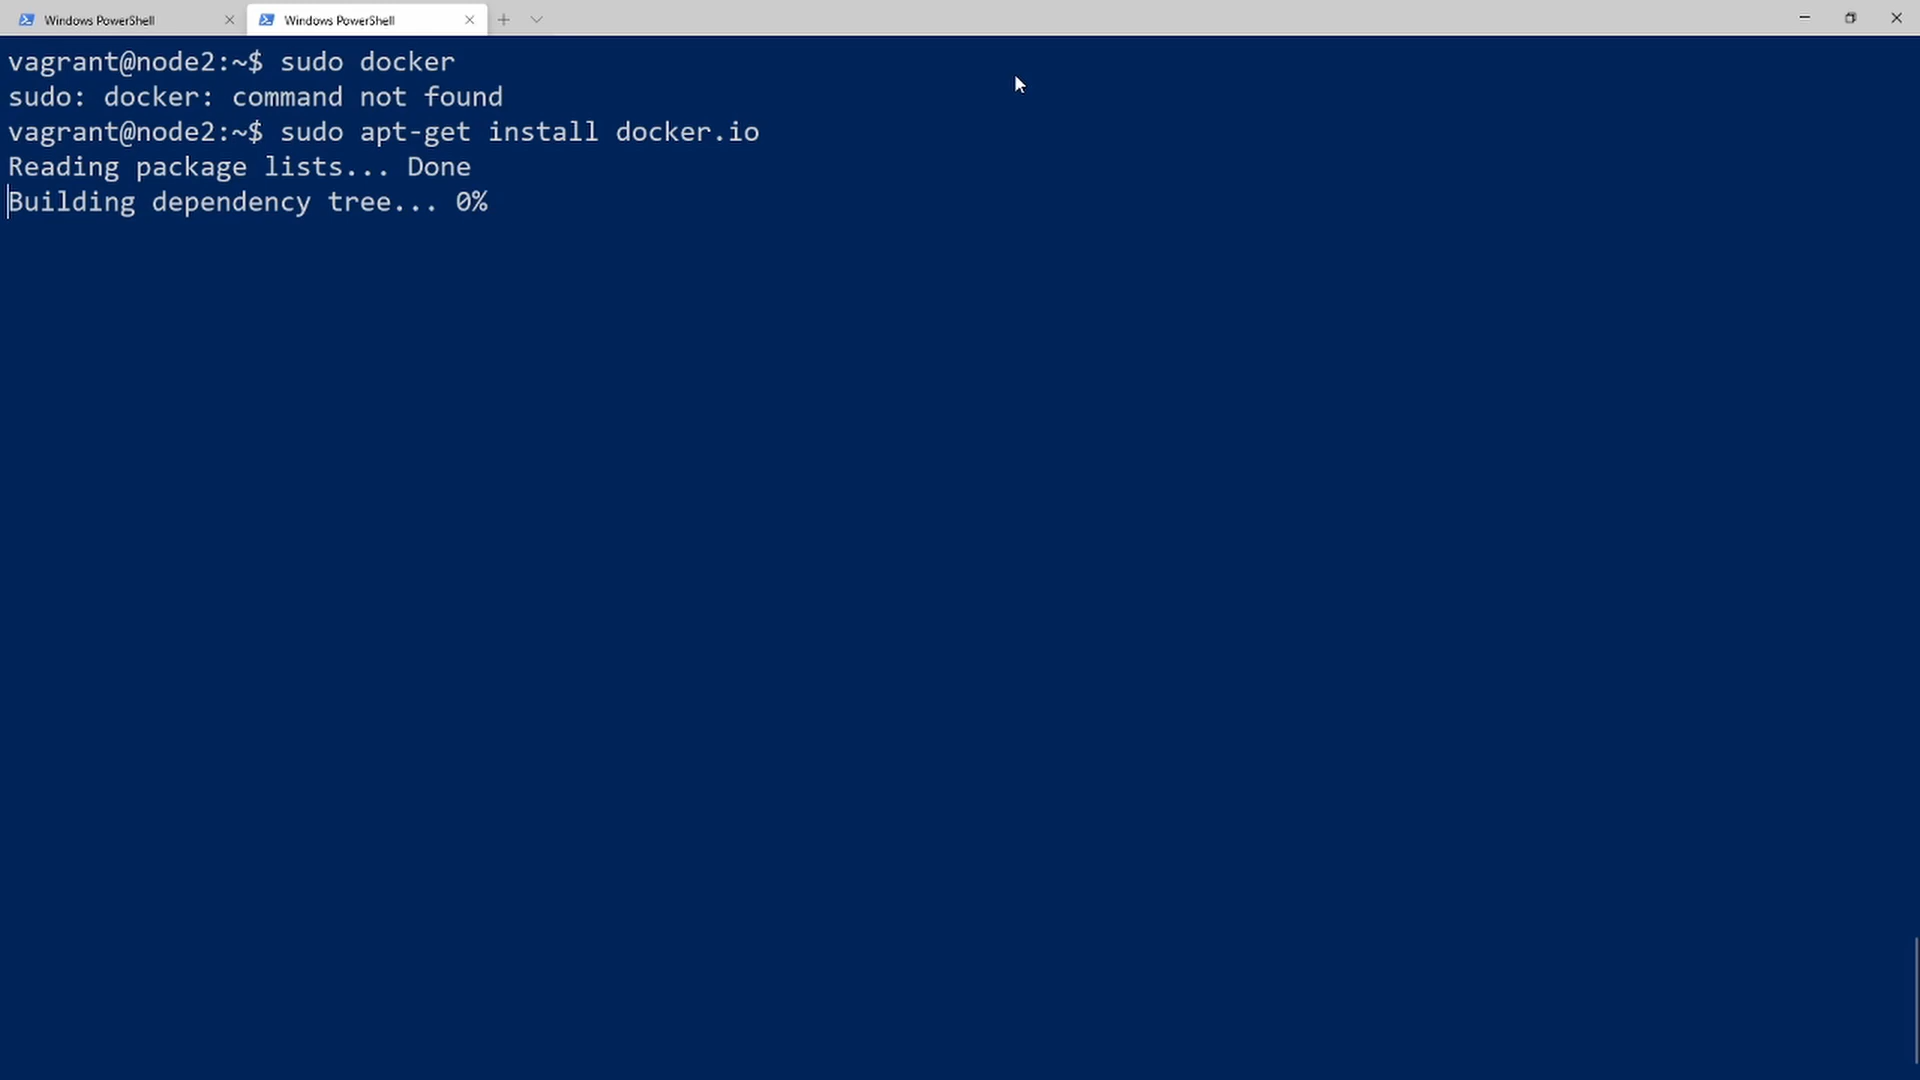 Windows PowerShell
Windows PowerShell
vagrant@node2:~$ sudo docker
sudo: docker: command not found
vagrant@node2:~$ sudo apt-get install docker.io
Reading package lists... Done
Building dependency tree... 0%